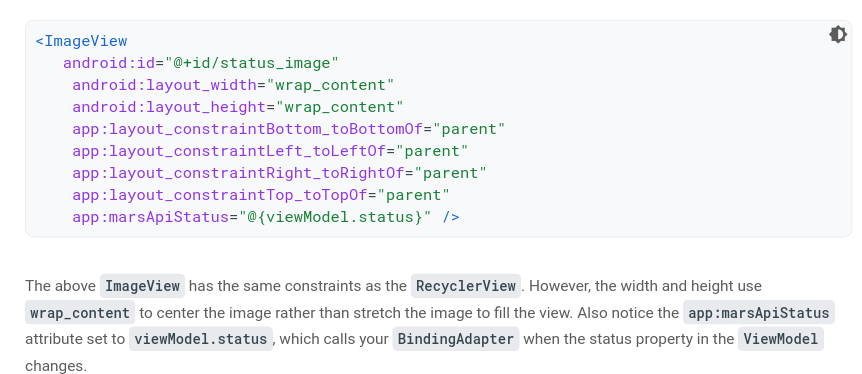 <ImageView
   android:id="@+id/status_image"
    android:layout_width="wrap_content"
    android:layout_height="wrap_content"
    app:layout_constraintBottom_toBottomOf="parent"
    app:layout_constraintLeft_toLeftOf="parent"
    app:layout_constraintRight_toRightOf="parent"
    app:layout_constraintTop_toTopOf="parent"
    app:marsApiStatus="@{viewModel.status}" />
The above ImageView has the same constraints as the RecyclerView. However, the width and height use
wrap_content to center the image rather than stretch the image to fill the view. Also notice the app:marsApiStatus
attribute set to viewModel.status, which calls your BindingAdapter when the status property in the ViewModel
changes.